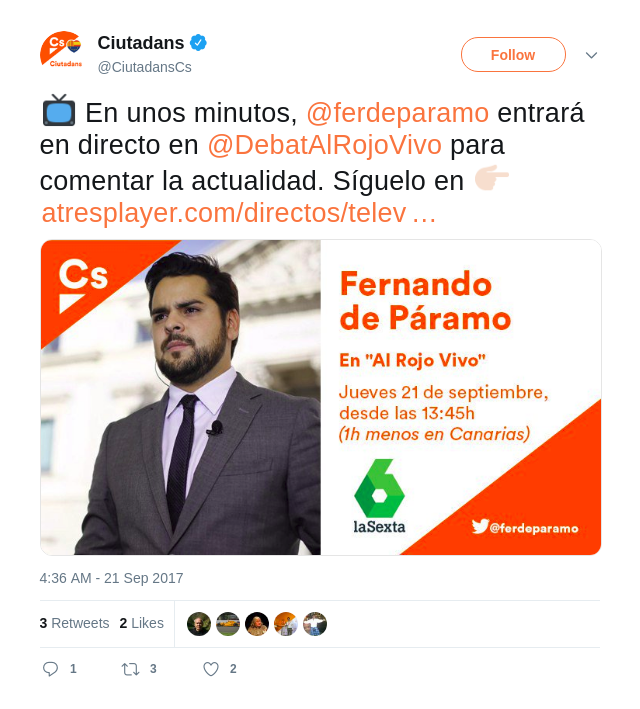 Cs
Ciutadans
Ciutadans
@CiutadansCs
Follow
En unos minutos, @ferdeparamo entrará
en directo en @DebatAlRojoVivo para
comentar la actualidad. Síguelo en
atresplayer.com/directos/telev…
Cs
Fernando
de Páramo
En "Al Rojo Vivo"
Jueves 21 de septiembre,
desde las 13:45h
(1h menos en Canarias)
laSexta
@ferdeparamo
4:36 AM - 21 Sep 2017
3 Retweets 2 Likes
1 3 2